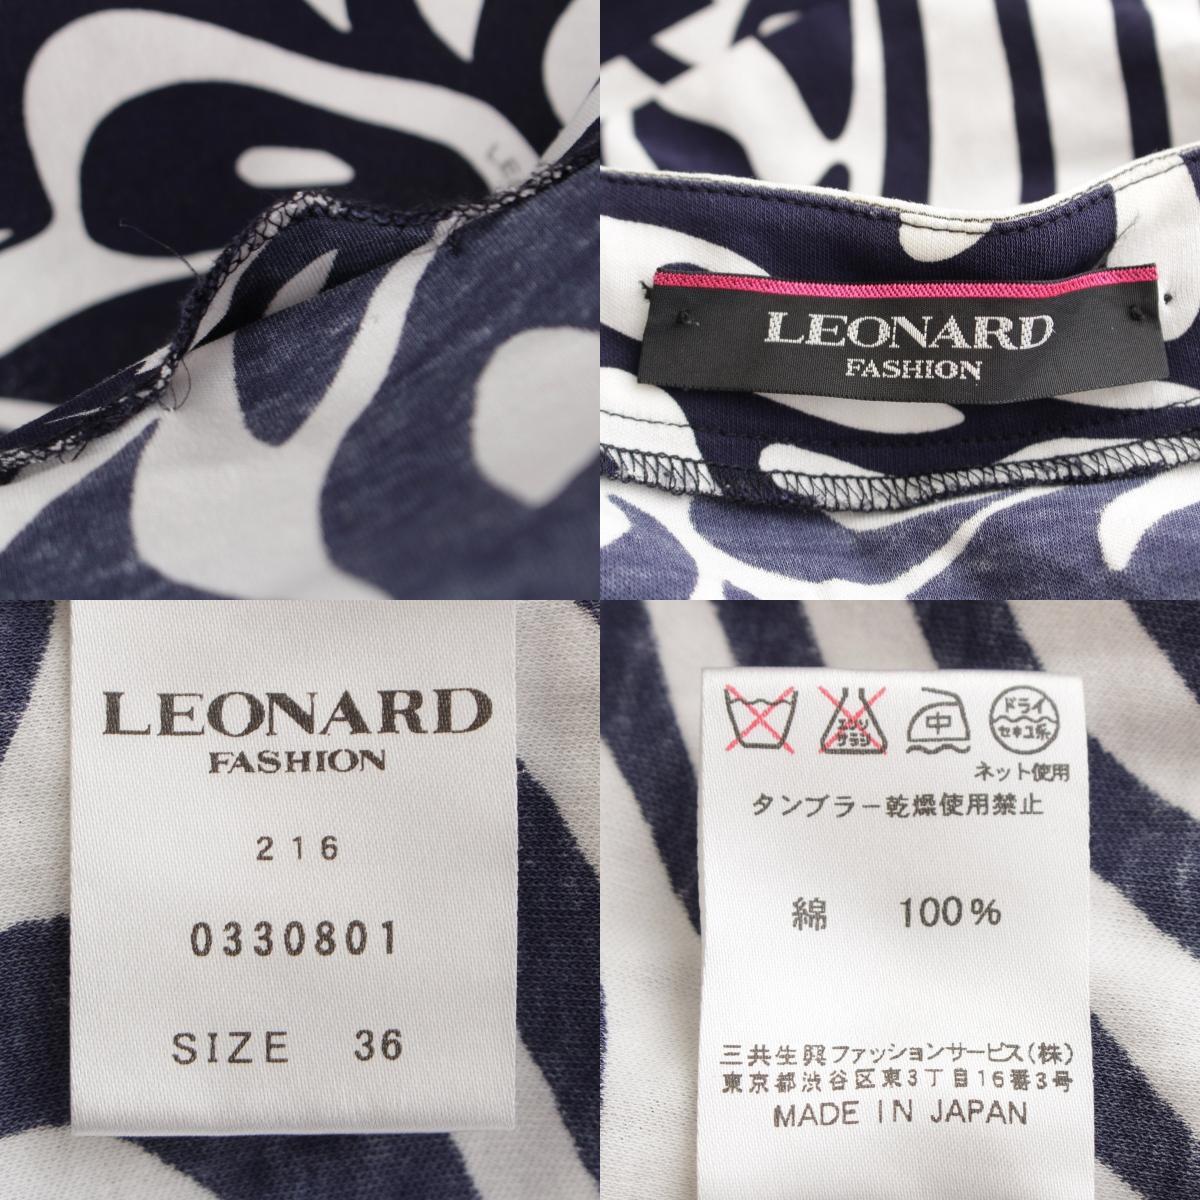 LE
LEONARD
FASHION
LEONARD
FASHION
216
0330801
SIZE 36
エンソ
サラシ
中
ドライ
セキユ系
ネット使用
タンブラー乾燥使用禁止
綿 100%
三共生興ファッションサービス(株)
東京都渋谷区東3丁目16番3号
MADE IN JAPAN